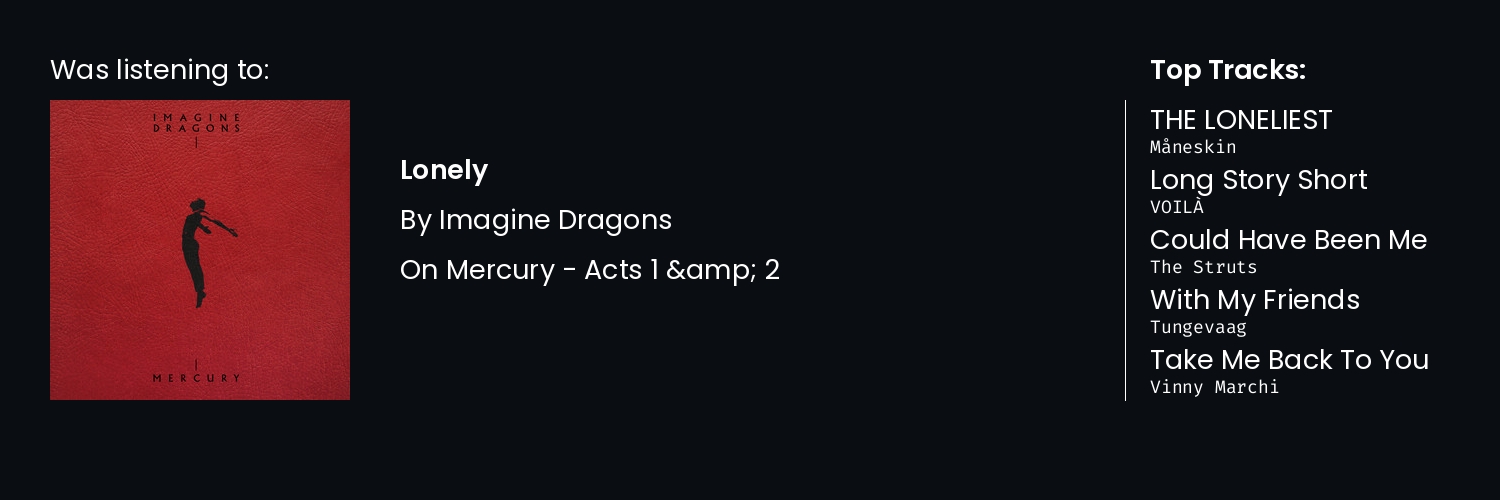 Was listening to:
IMAGINE
DRAGONS
MERCURY
Lonely
By Imagine Dragons
On Mercury - Acts 1 &amp; 2
Top Tracks:
THE LONELIEST
Måneskin
Long Story Short
VOILÀ
Could Have Been Me
The Struts
With My Friends
Tungevaag
Take Me Back To You
Vinny Marchi